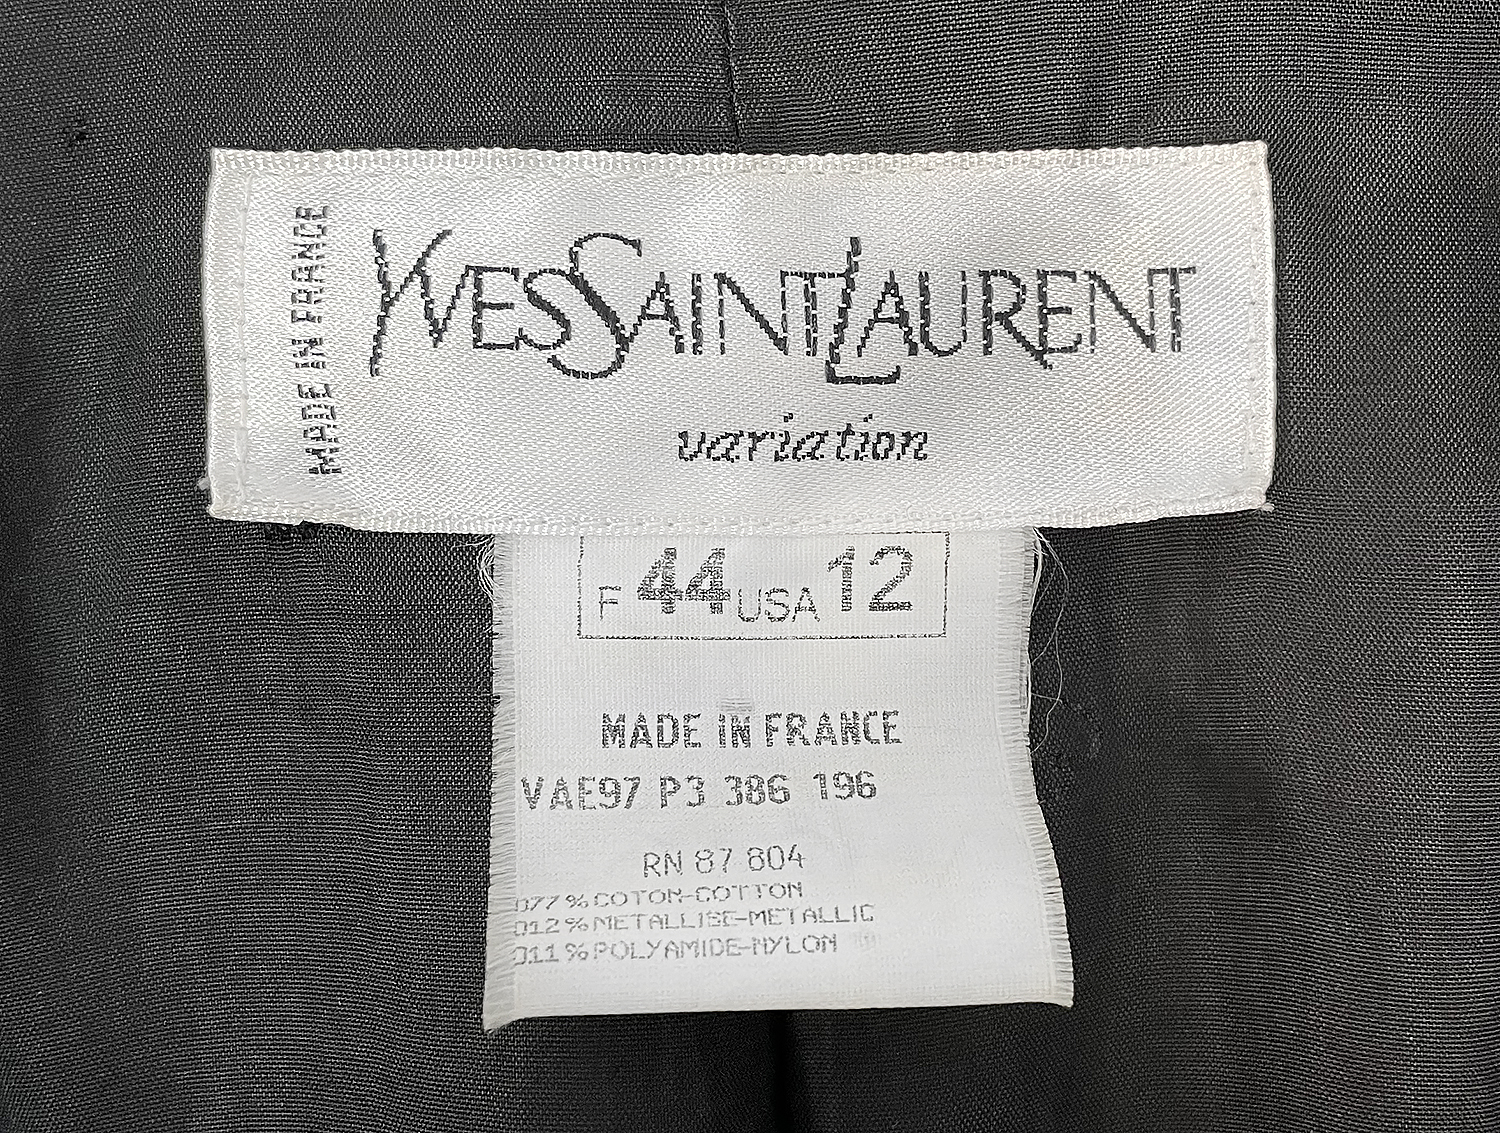 MADE IN FRANCE
YVESSAINTLAURENT
variation
F 44 USA 12
MADE IN FRANCE
VAE97 P3 386 196
RN 87 804
077%COTON-COTTON
012%METALLISE-METALLIC
011%POLYAMIDE-NYLON